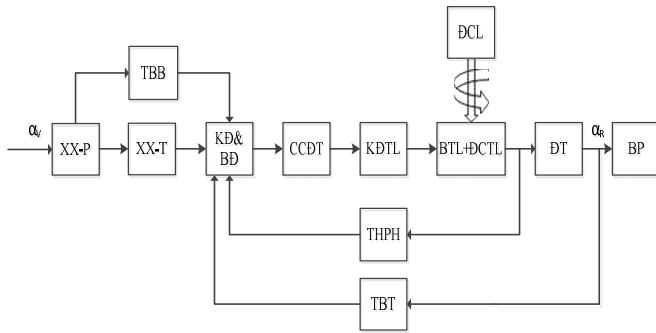 ĐCL
TBB
αV
XX-P
XX-T
KĐ&
BĐ
CCĐT
KĐTL
BTL+ĐCTL
ĐT
αR
BP
THPH
TBT